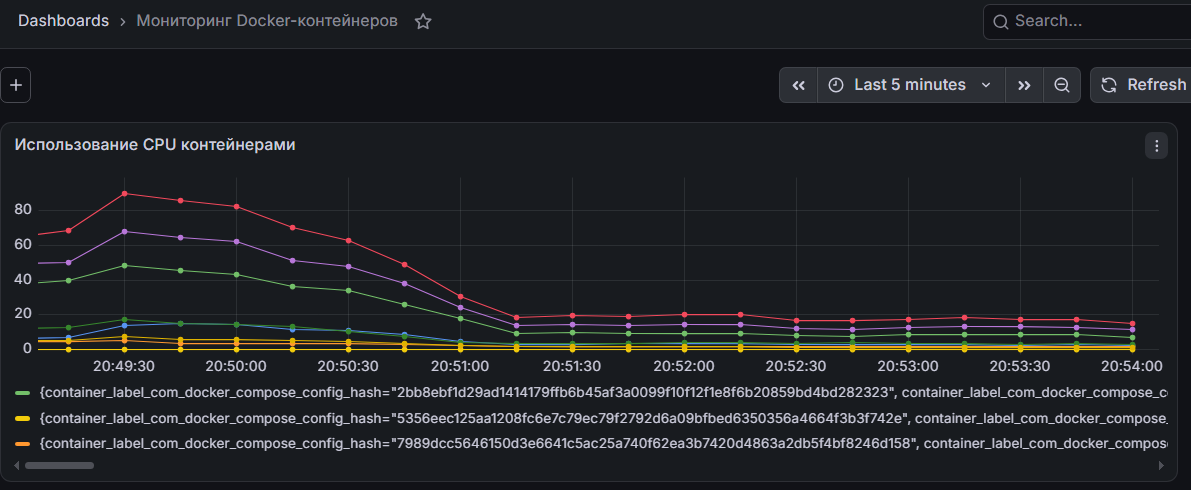 Dashboards › Мониторинг Docker-контейнеров
Search...
Last 5 minutes
Refresh
Использование CPU контейнерами
80
60
40
20
0
20:49:30 20:50:00 20:50:30 20:51:00 20:51:30 20:52:00 20:52:30 20:53:00 20:53:30 20:54:00
{container_label_com_docker_compose_config_hash="2bb8ebf1d29ad1414179ffb6b45af3a0099f10f12f1e8f6b20859bd4bd282323", container_label_com_docker_compose_c
{container_label_com_docker_compose_config_hash="5356eec125aa1208fc6e7c79ec79f2792d6a09bfbed6350356a4664f3b3f742e", container_label_com_docker_compose_
{container_label_com_docker_compose_config_hash="7989dcc5646150d3e6641c5ac25a740f62ea3b7420d4863a2db5f4bf8246d158", container_label_com_docker_compose